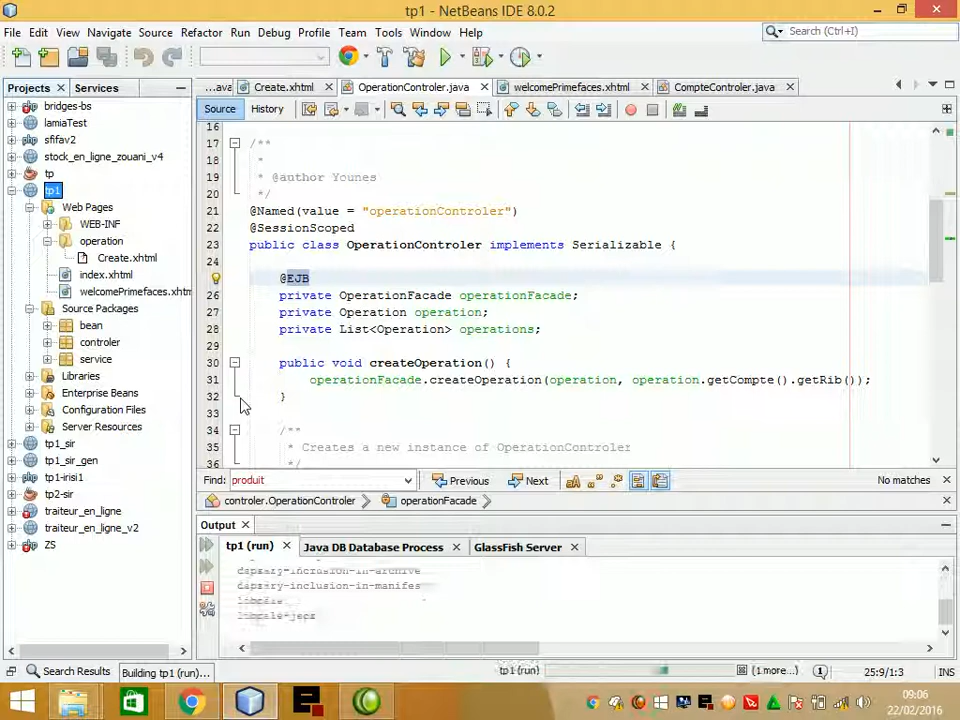 tp1 - NetBeans IDE 8.0.2
File Edit View Navigate Source Refactor Run Debug Profile Team Tools Window Help
Search (Ctrl+I)
Projects
Services
...ava
Create.xhtml
OperationControler.java
welcomePrimefaces.xhtml
CompteControler.java
Source
History
bridges-bs
lamiaTest
sfifav2
stock_en_ligne_zouani_v4
tp
tp1
Web Pages
WEB-INF
operation
Create.xhtml
index.xhtml
welcomePrimefaces.xhtm
Source Packages
bean
controler
service
Libraries
Enterprise Beans
Configuration Files
Server Resources
tp1_sir
tp1_sir_gen
tp1-irisi1
tp2-sir
traiteur_en_ligne
traiteur_en_ligne_v2
ZS
16
17 /**
18 *
19 * @author Younes
20 */
21 @Named(value = "operationControler")
22 @SessionScoped
23 public class OperationControler implements Serializable {
24
@EJB
26 private OperationFacade operationFacade;
27 private Operation operation;
28 private List<Operation> operations;
29
30 public void createOperation() {
31 operationFacade.createOperation(operation, operation.getCompte().getRib());
32 }
33
34 /**
35 * Creates a new instance of OperationControler
36 */
Find: produit
Previous
Next
No matches
controler.OperationControler
operationFacade
Output
tp1 (run)
Java DB Database Process
GlassFish Server
Search Results
Building tp1 (run)...
tp1 (run)
(1 more...)
25:9/1:3
INS
09:06
22/02/2016